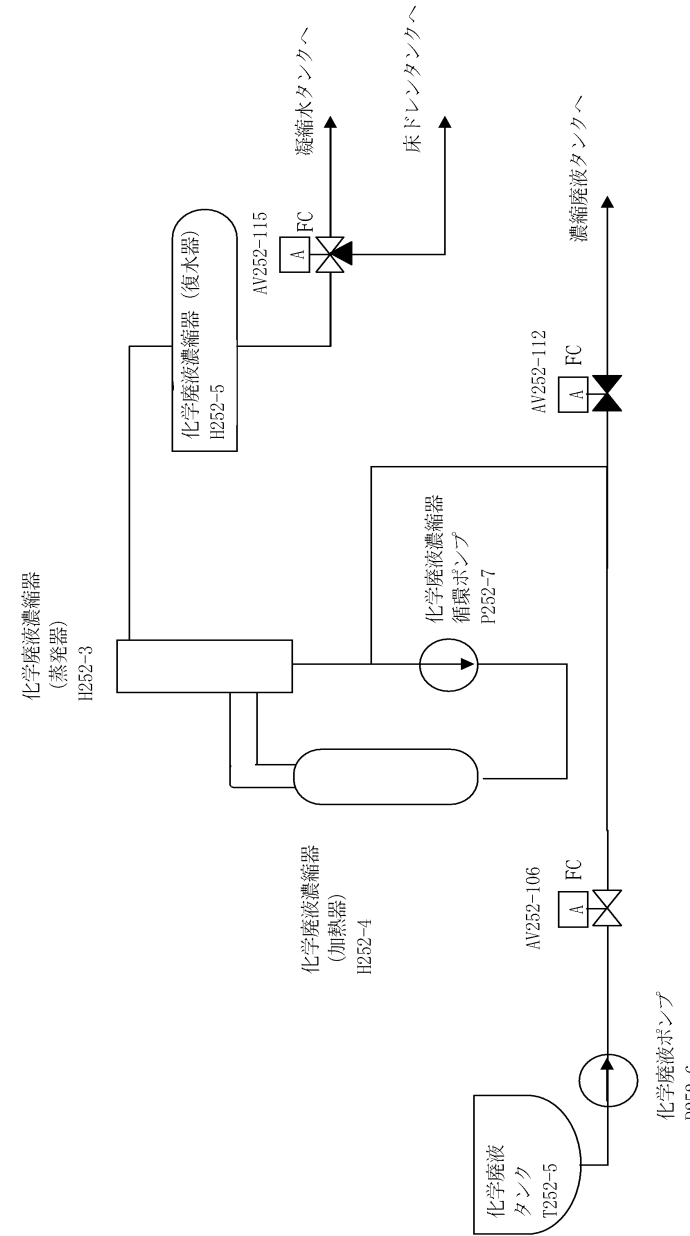 化学廃液濃縮器
(蒸発器)
H252-3
化学廃液濃縮器（復水器）
H252-5
AV252-115
A
FC
凝縮水タンクへ
床ドレンタンクへ
化学廃液濃縮器
(加熱器)
H252-4
化学廃液濃縮器
循環ポンプ
P252-7
AV252-112
A
FC
濃縮廃液タンクへ
AV252-106
A
FC
化学廃液
タンク
T252-5
化学廃液ポンプ